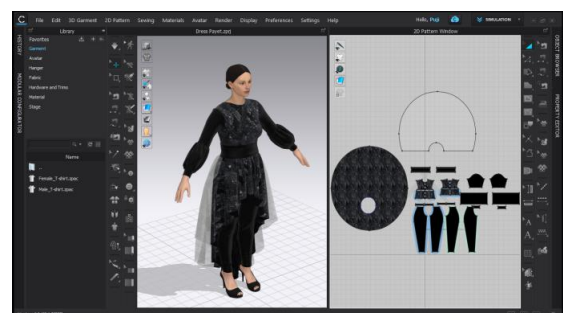 File Edit 3D Garment 2D Pattern Sewing Materials Avatar Render Display Preferences Settings Help Hello, Puji SIMULATION
HISTORY
MODULAR CONFIGURATOR
Library
Favorites
Garment
Avatar
Hanger
Fabric
Hardware and Trims
Material
Stage
Name
..
Female_T-shirt.zpac
Male_T-shirt.zpac
Dress Payet.zprj
2D Pattern Window
OBJECT BROWSER
PROPERTY EDITOR